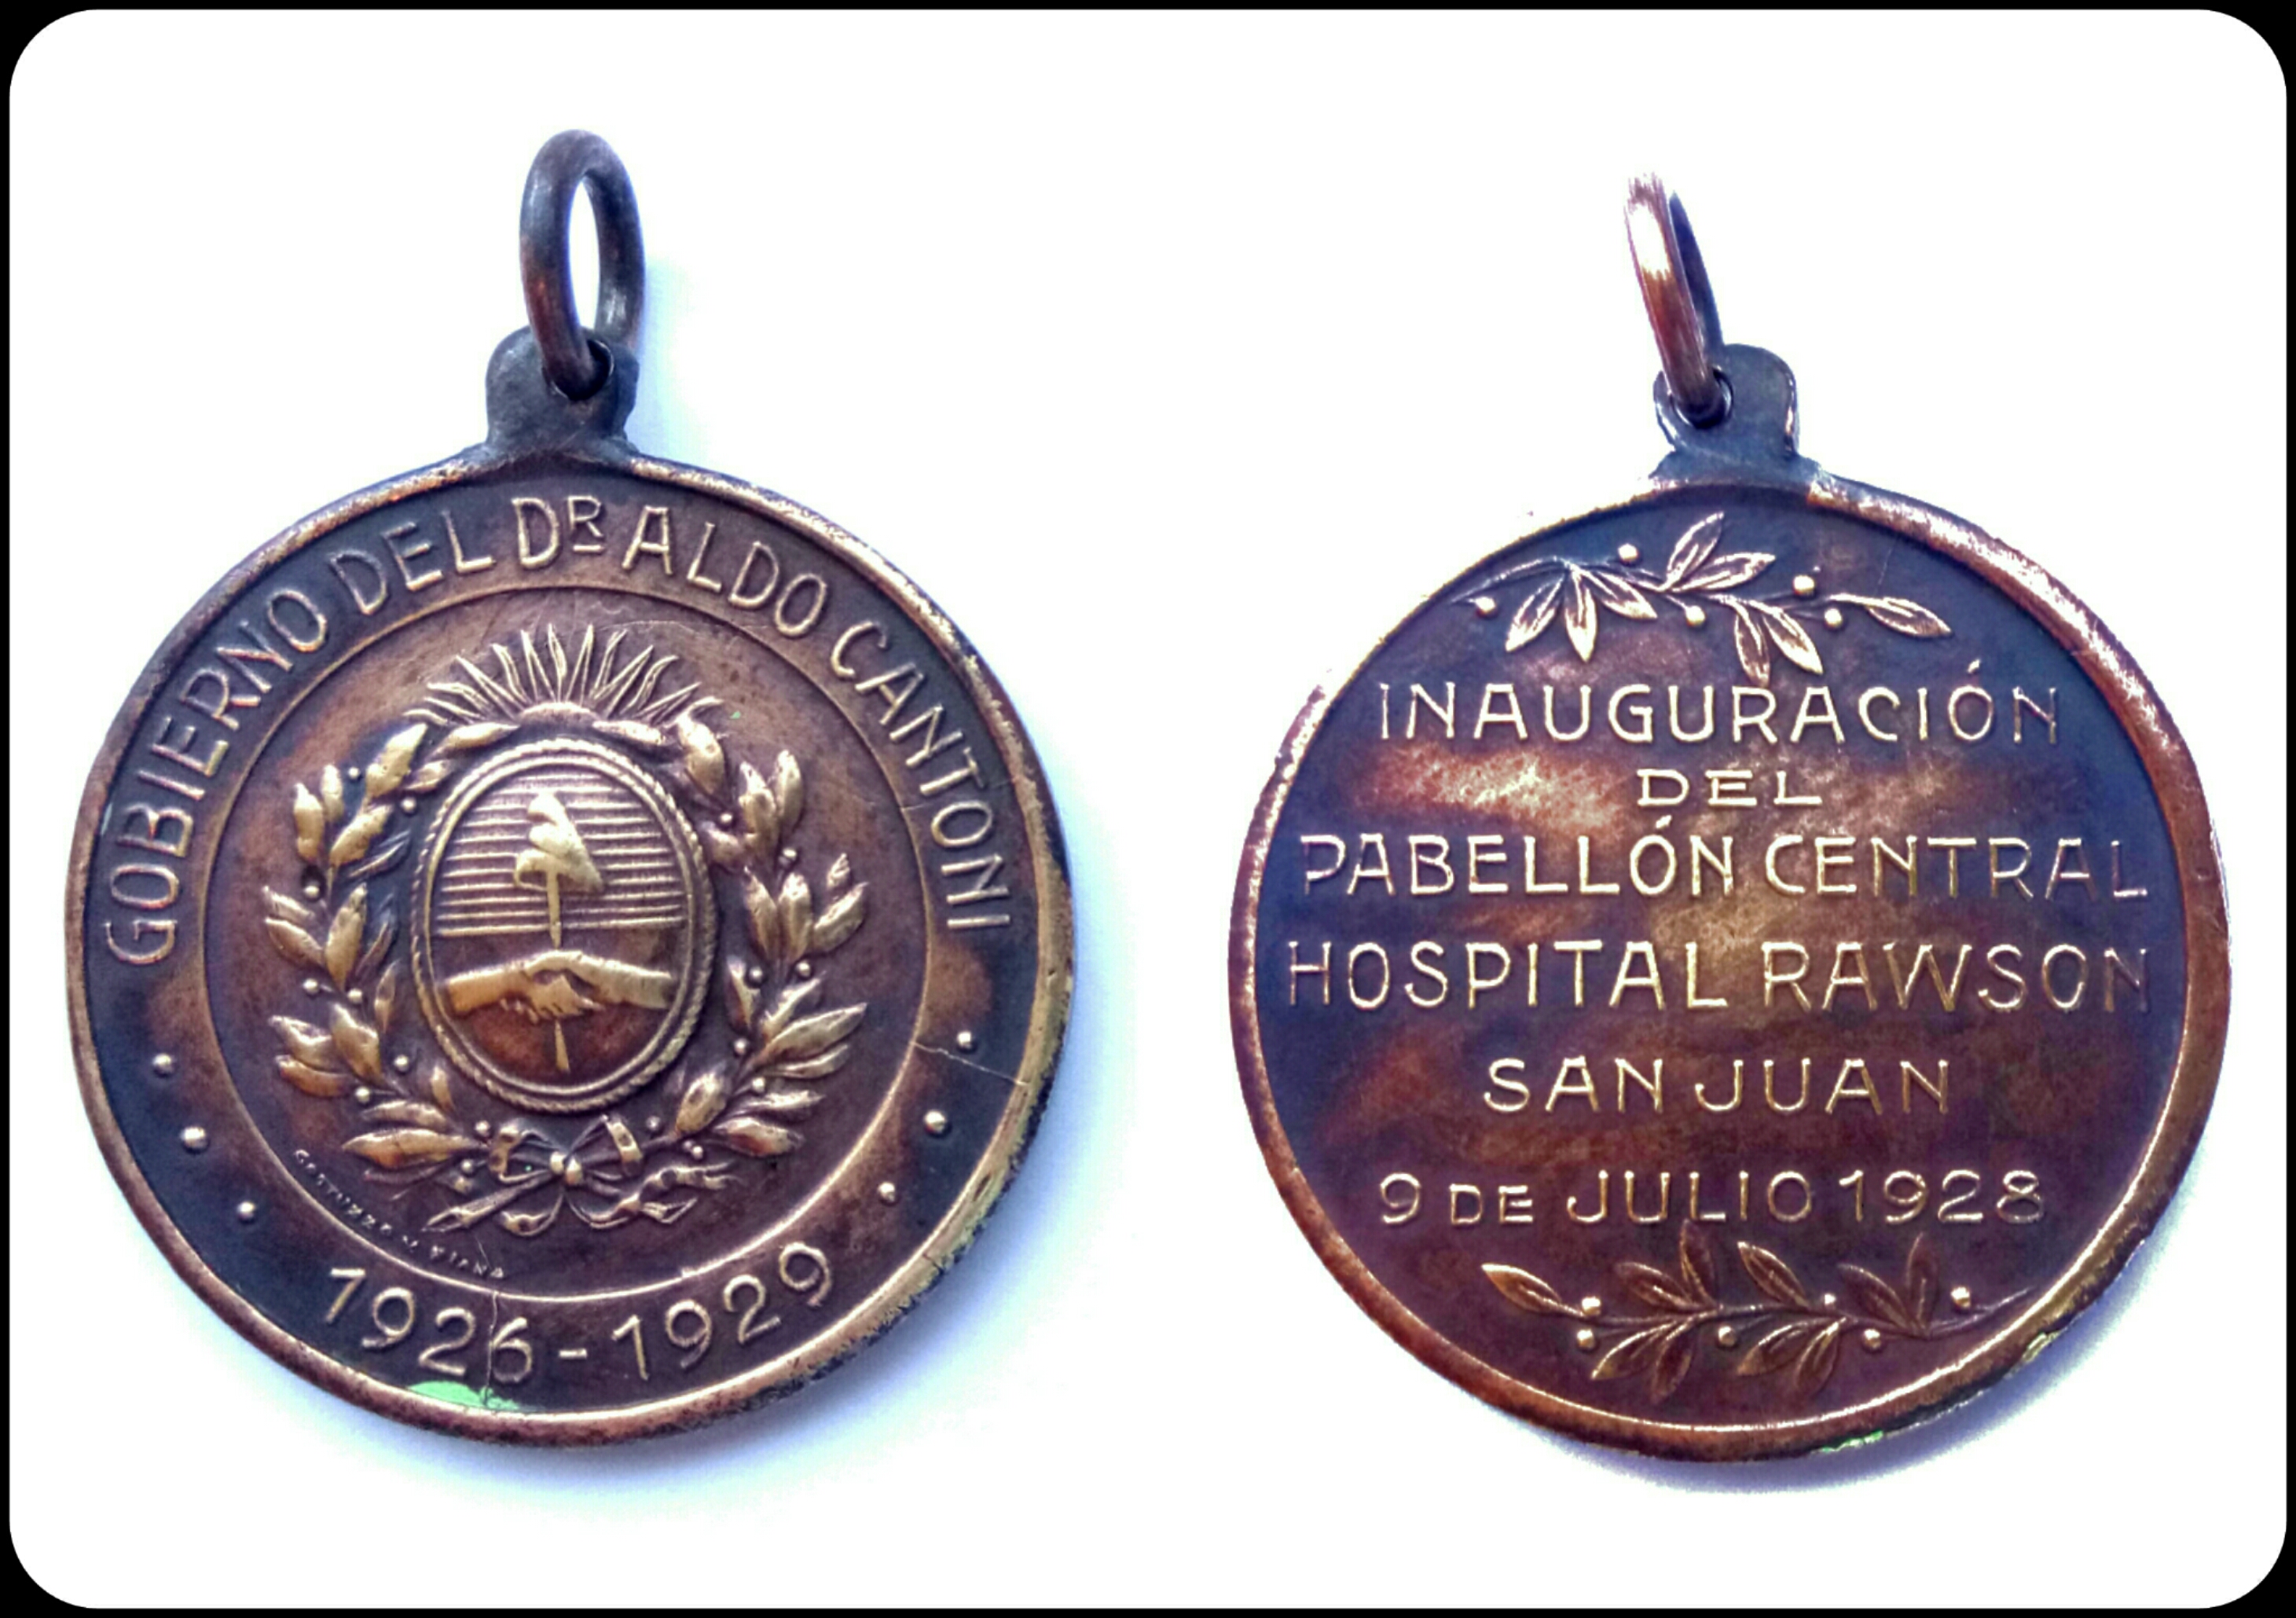 GOBIERNO DEL DR ALDO CANTONI
1926-1929
INAUGURACIÓN
DEL
PABELLÓN CENTRAL
HOSPITAL RAWSON
SAN JUAN
9 DE JULIO 1928